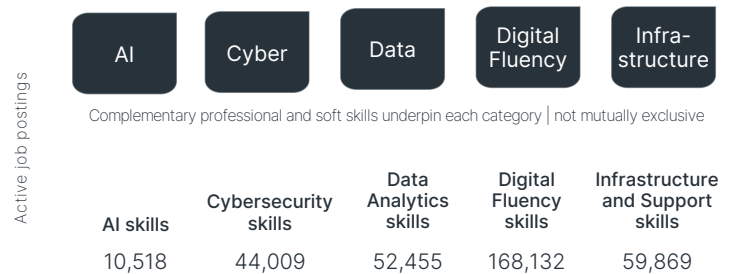 AI
Cyber
Data
Digital
Fluency
Infra-
structure
Complementary professional and soft skills underpin each category | not mutually exclusive
Active job postings
AI skills
Cybersecurity
skills
Data
Analytics
skills
Digital
Fluency
skills
Infrastructure
and Support
skills
10,518
44,009
52,455
168,132
59,869